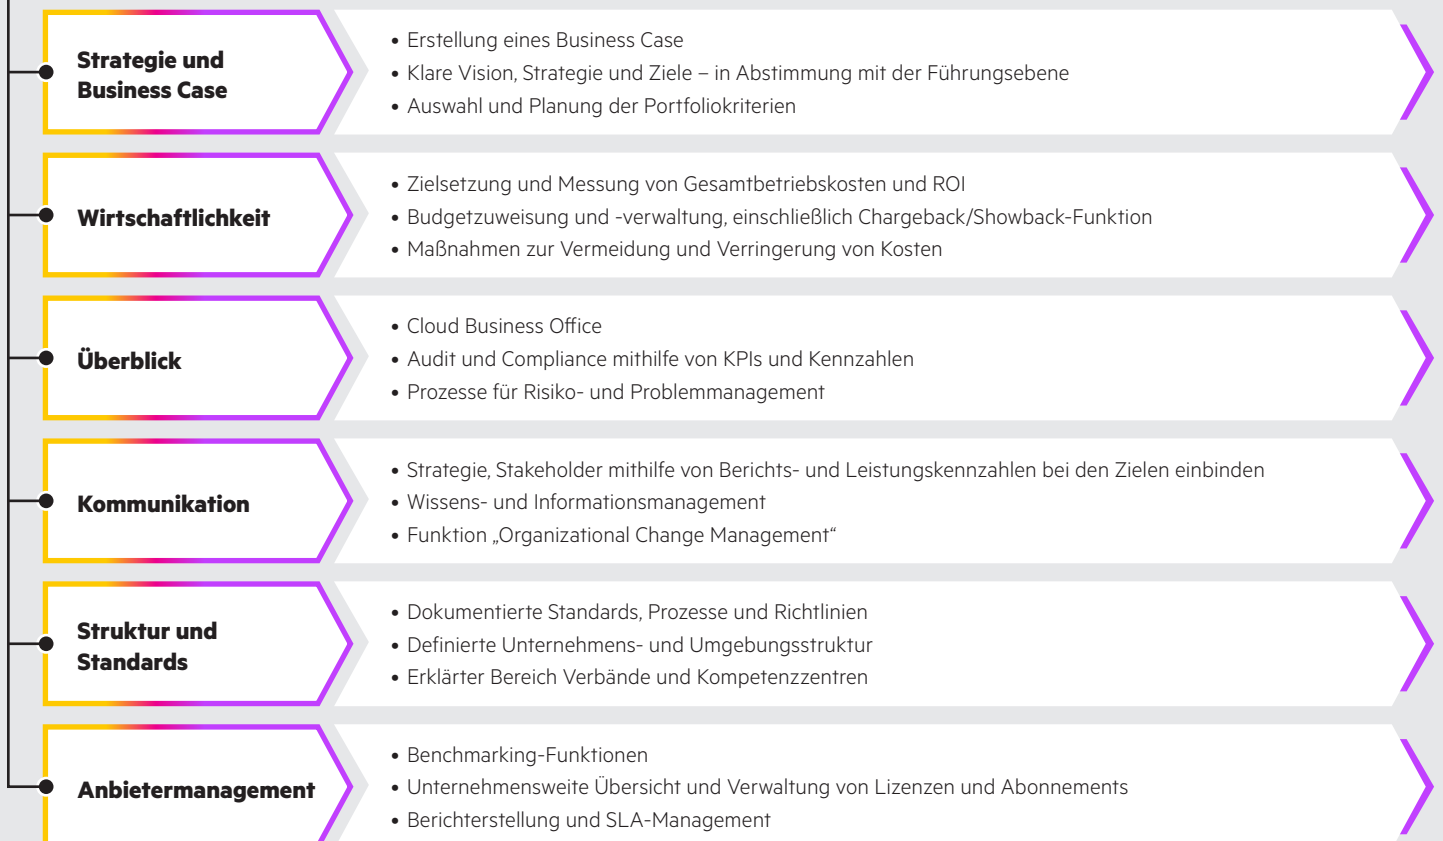 Strategie und
Business Case
• Erstellung eines Business Case
• Klare Vision, Strategie und Ziele – in Abstimmung mit der Führungsebene
• Auswahl und Planung der Portfoliokriterien
Wirtschaftlichkeit
• Zielsetzung und Messung von Gesamtbetriebskosten und ROI
• Budgetzuweisung und -verwaltung, einschließlich Chargeback/Showback-Funktion
• Maßnahmen zur Vermeidung und Verringerung von Kosten
Überblick
• Cloud Business Office
• Audit und Compliance mithilfe von KPIs und Kennzahlen
• Prozesse für Risiko- und Problemmanagement
Kommunikation
• Strategie, Stakeholder mithilfe von Berichts- und Leistungskennzahlen bei den Zielen einbinden
• Wissens- und Informationsmanagement
• Funktion „Organizational Change Management“
Struktur und
Standards
• Dokumentierte Standards, Prozesse und Richtlinien
• Definierte Unternehmens- und Umgebungsstruktur
• Erklärter Bereich Verbände und Kompetenzzentren
Anbietermanagement
• Benchmarking-Funktionen
• Unternehmensweite Übersicht und Verwaltung von Lizenzen und Abonnements
• Berichterstellung und SLA-Management